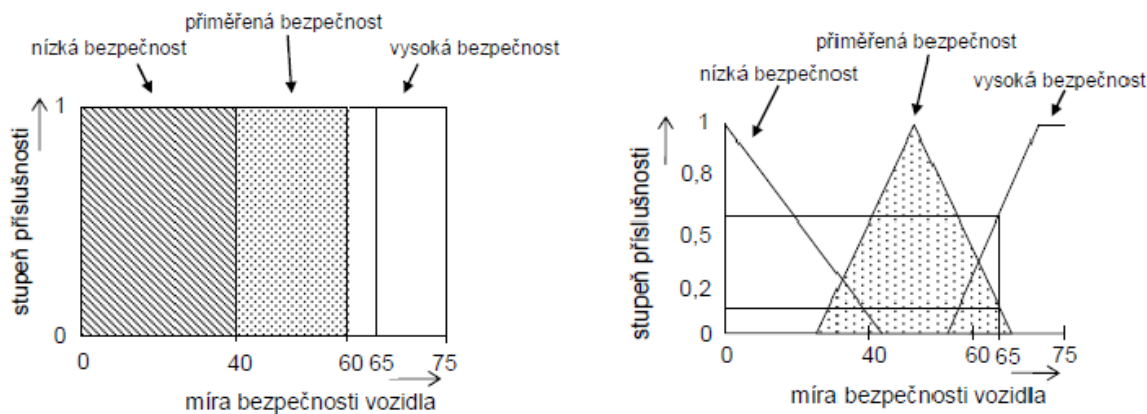 přiměřená bezpečnost
nízká bezpečnost
vysoká bezpečnost
1
stupeň příslušnosti
0
0
40
60
65
75
míra bezpečnosti vozidla
přiměřená bezpečnost
nízká bezpečnost
vysoká bezpečnost
1
0,8
0,5
0,2
0
stupeň příslušnosti
0
40
60
65
75
míra bezpečnosti vozidla